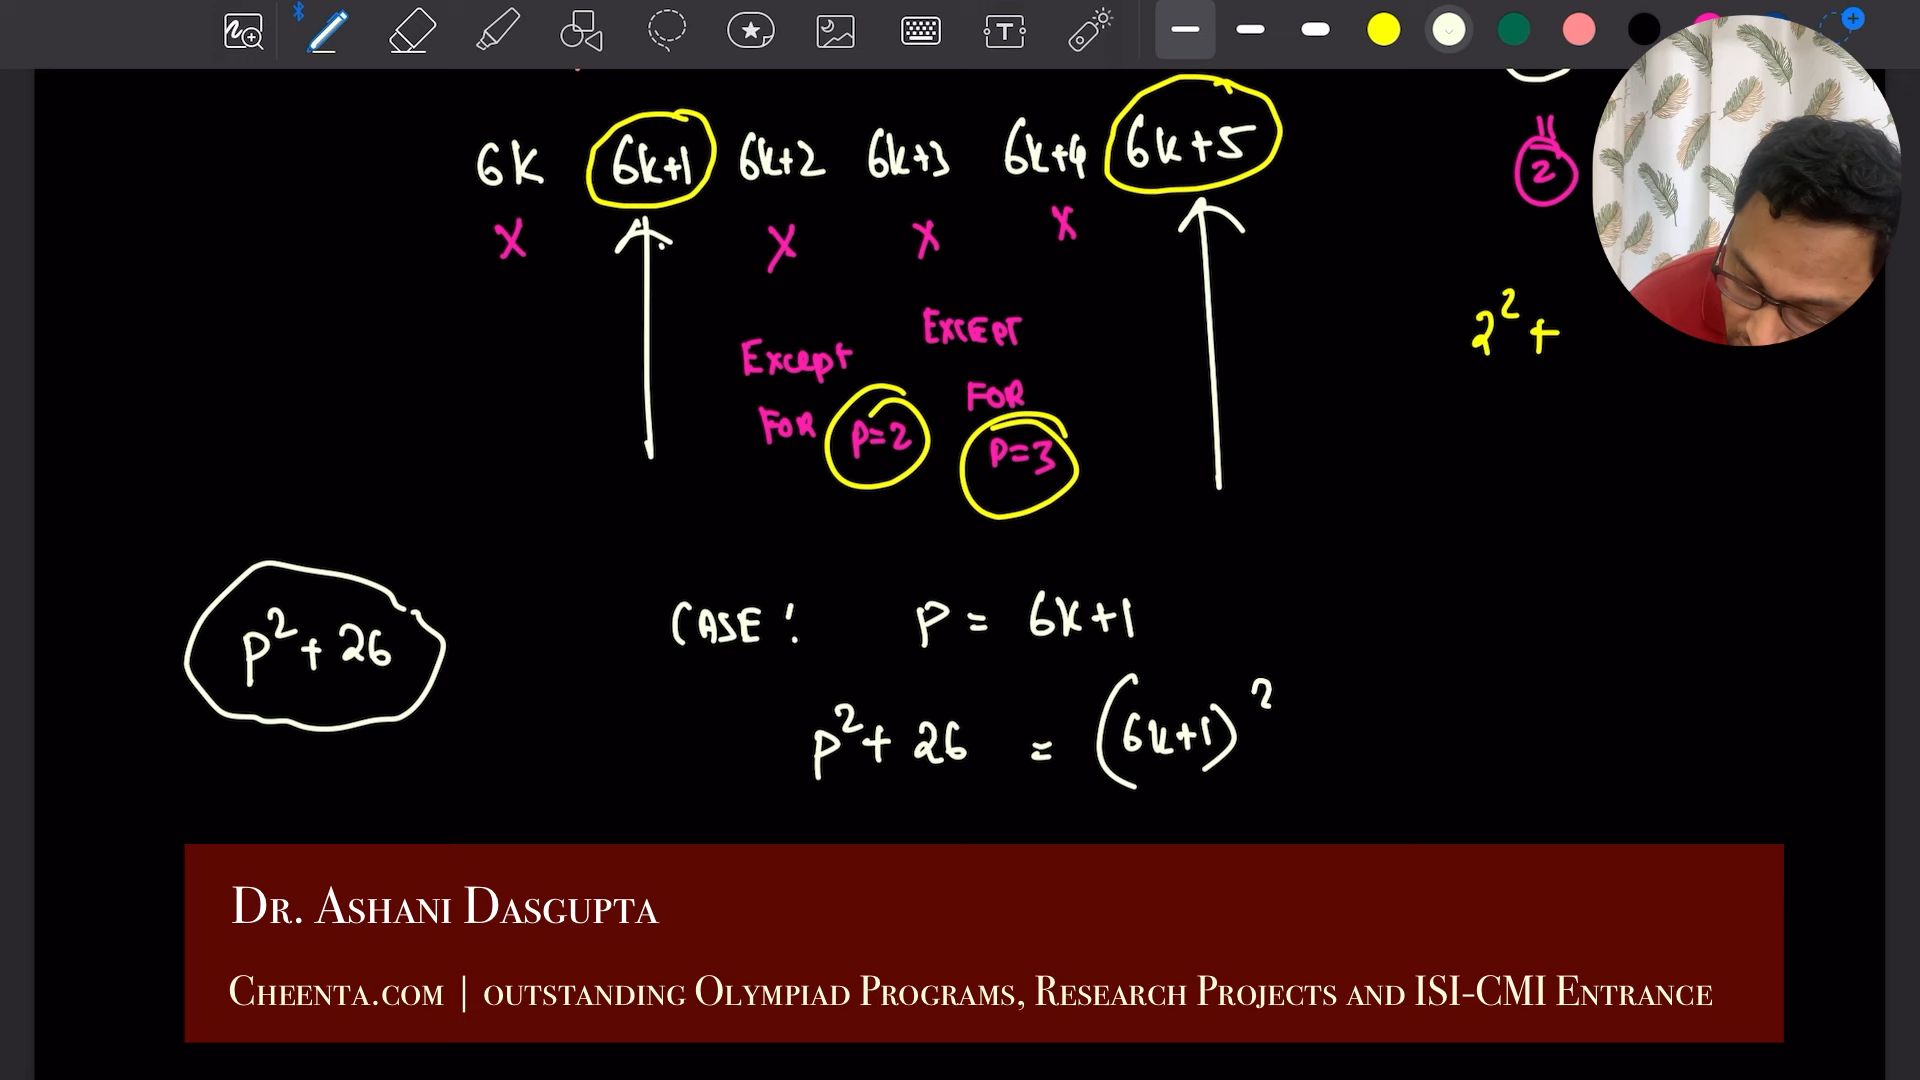 6k 6k+1 6k+2 6k+3 6k+4 6k+5
X X X X
2
2² +
Except
FOR P=2
EXCEPT
FOR
P=3
p² + 26
CASE ! P = 6k+1
p² + 26 = (6k+1)²
DR. ASHANI DASGUPTA
CHEENTA.COM | OUTSTANDING OLYMPIAD PROGRAMS, RESEARCH PROJECTS AND ISI-CMI ENTRANCE